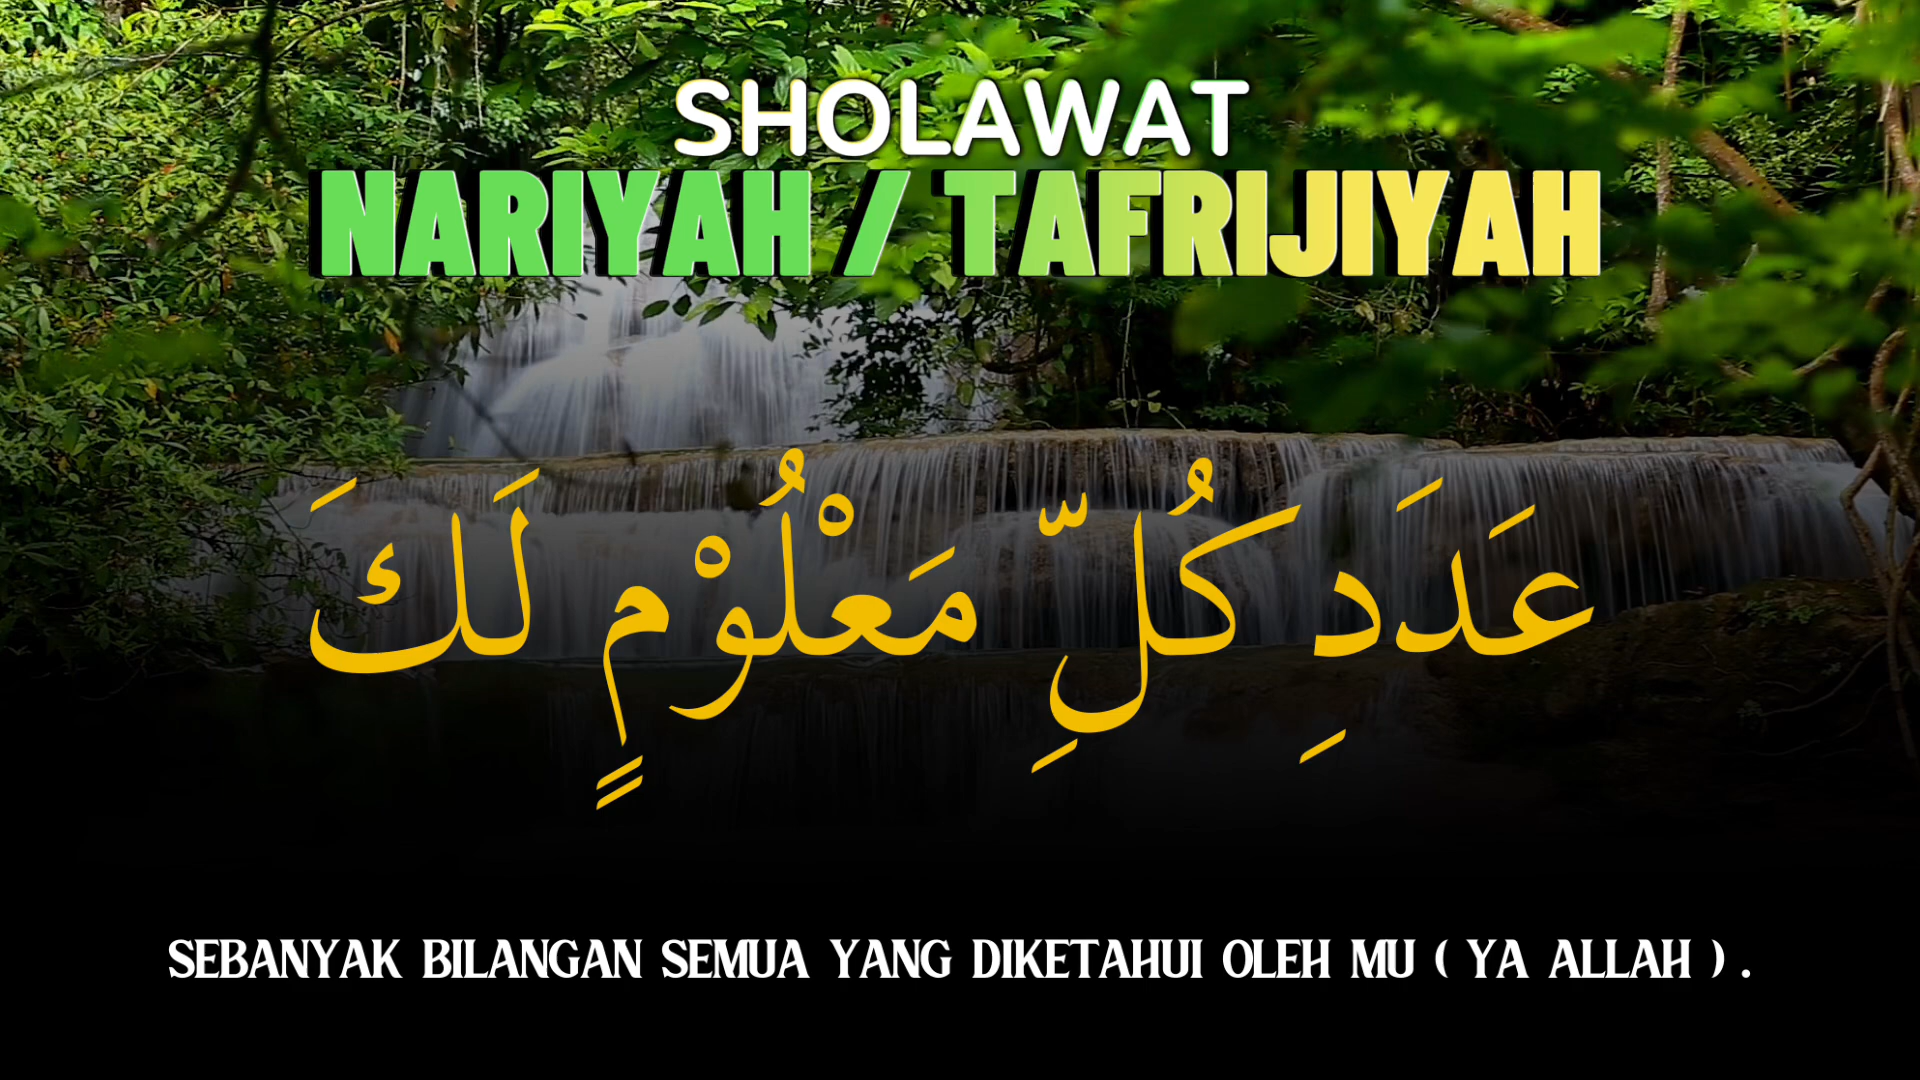 SHOLAWAT
NARIYAH / TAFRIJIYAH
عَدَدِ كُلِّ مَعْلُوْمٍ لَكَ
SEBANYAK BILANGAN SEMUA YANG DIKETAHUI OLEH MU ( YA ALLAH ) .